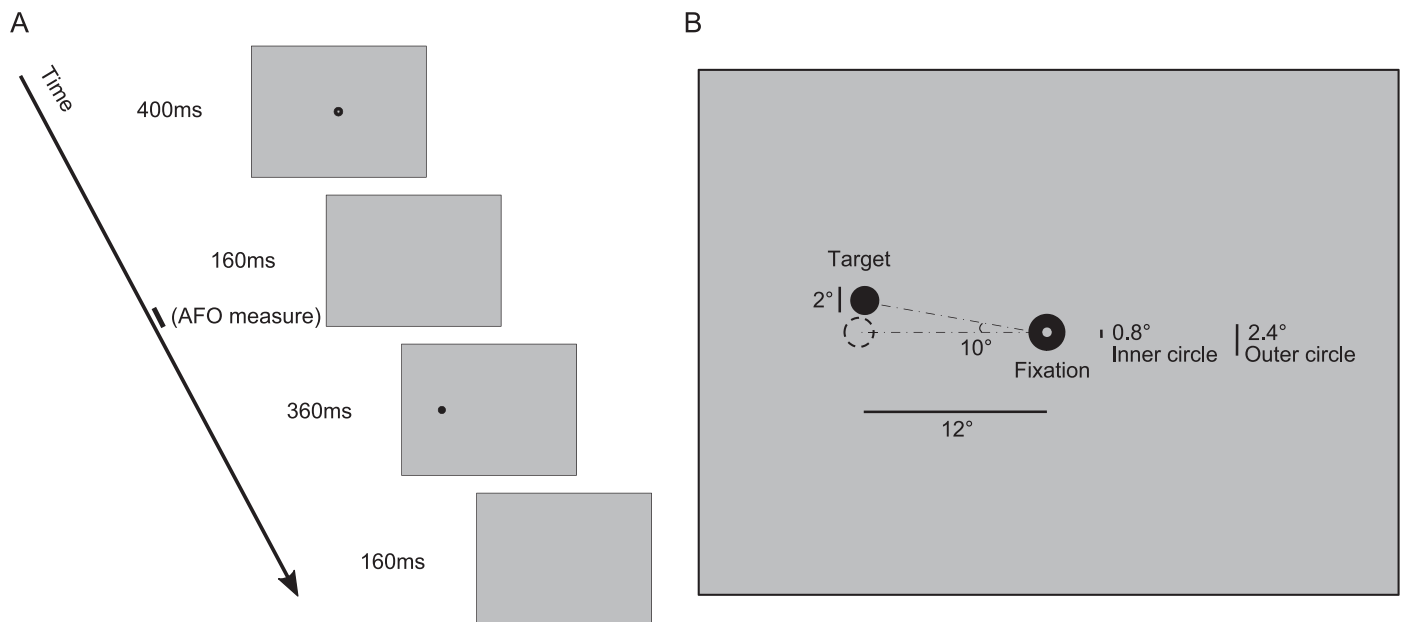 A
Time
400ms
160ms
(AFO measure)
360ms
160ms
B
Target
2°
10°
Fixation
0.8°
Inner circle
2.4°
Outer circle
12°